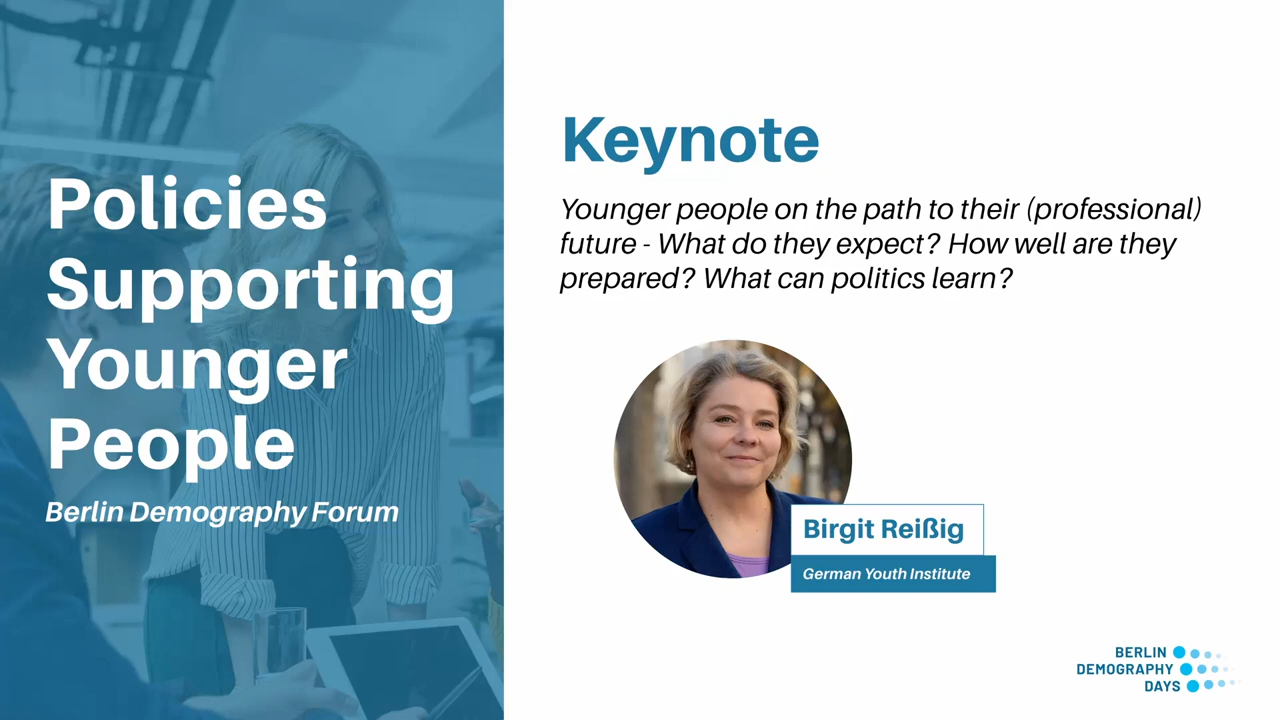 Policies
Supporting
Younger
People
Berlin Demography Forum
Keynote
Younger people on the path to their (professional)
future - What do they expect? How well are they
prepared? What can politics learn?
Birgit Reißig
German Youth Institute
BERLIN
DEMOGRAPHY
DAYS